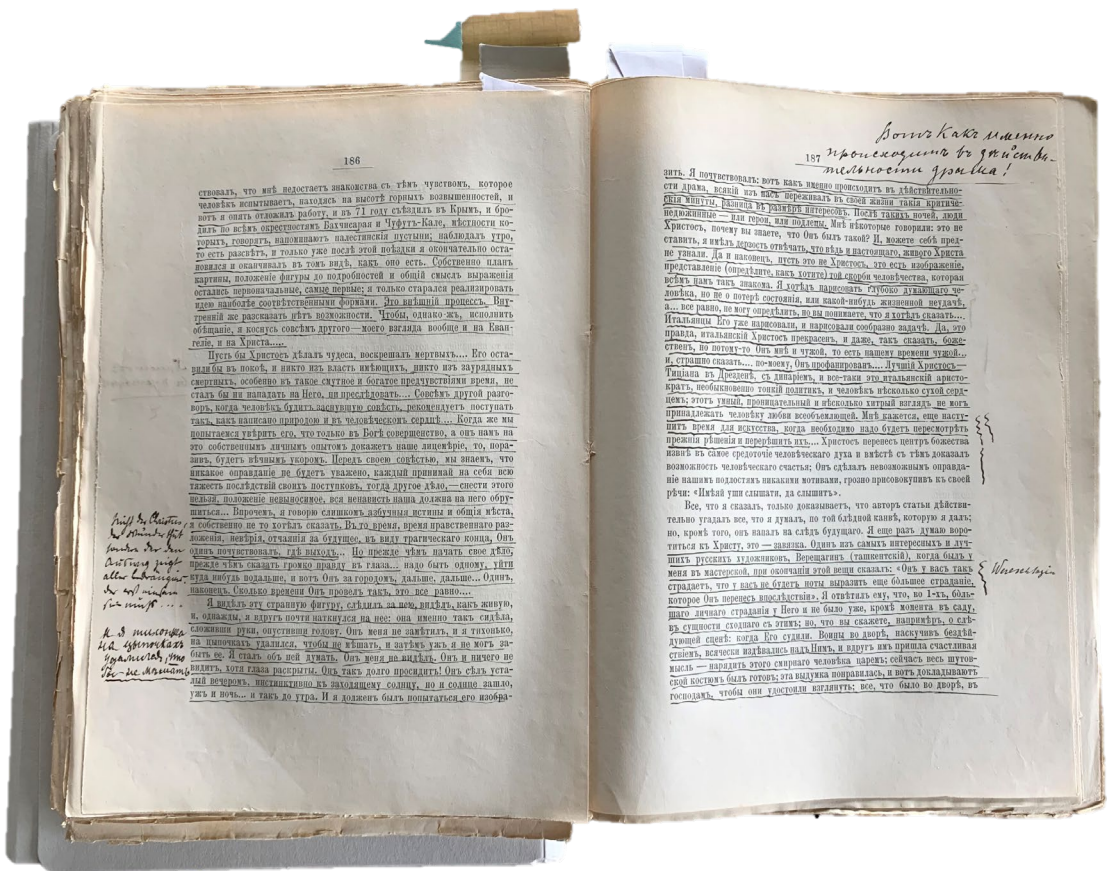 186
ствовалъ, что мнѣ недостаетъ знакомства съ тѣмъ чувствомъ, которое
человѣкъ испытываетъ, находясь на высотѣ горныхъ возвышенностей, и
вотъ я опять отложилъ работу, и въ 71 году съѣздилъ въ Крымъ, и бро-
дилъ по всѣмъ окрестностямъ Бахчисарая и Чуфутъ-Кале, мѣстности ко-
торыхъ, говорятъ, напоминаютъ палестинскія пустыни; наблюдалъ утро,
то есть разсвѣтъ, и только уже послѣ этой поѣздки я окончательно оста-
новился и оканчивалъ въ томъ видѣ, какъ оно есть. Собственно планъ
картины, положеніе фигуры до подробностей и общій смыслъ выраженія
остались первоначальные, самые первые; я только старался реализировать
идею наиболѣе соотвѣтственными формами. Это внѣшній процессъ. Вну-
тренній же разсказать нѣтъ возможности. Чтобы, однако-жъ, исполнить
обѣщаніе, я коснусь совсѣмъ другого—моего взгляда вообще и на Еван-
геліе, и на Христа....
Пусть бы Христосъ дѣлалъ чудеса, воскрешалъ мертвыхъ.... Его оста-
вили бы въ покоѣ, и никто изъ власть имѣющихъ, никто изъ заурядныхъ
смертныхъ, особенно въ такое смутное и богатое предчувствіями время, не
сталъ бы ни нападать на Него, ни преслѣдовать.... Совсѣмъ другой разго-
воръ, когда человѣкъ будитъ заснувшую совѣсть, рекомендуетъ поступать
такъ, какъ написано природою и въ человѣческомъ сердцѣ.... Когда же мы
попытаемся увѣрить его, что только въ Богѣ совершенство, а онъ намъ на
это собственнымъ личнымъ опытомъ докажетъ наше лицемѣріе, то, пора-
зивъ, будетъ вѣчнымъ укоромъ. Передъ своею совѣстью, мы знаемъ, что
никакое оправданіе не будетъ уважено, каждый принимай на себя всю
тяжесть послѣдствій своихъ поступковъ, тогда другое дѣло,—снести этого
нельзя, положеніе невыносимое, вся ненависть наша должна на него обру-
ниться... Впрочемъ, я говорю слишкомъ азбучныя истины и общія мѣста,
я собственно не то хотѣлъ сказать. Въ то время, время нравственнаго раз-
ложенія, невѣрія, отчаянія за будущее, въ виду трагическаго конца, Онъ
одинъ почувствовалъ, гдѣ выходъ... Но прежде чѣмъ начать свое дѣло,
прежде чѣмъ сказать громко правду въ глаза... надо быть одному, уйти
куда нибудь подальше, и вотъ Онъ за городомъ, дальше, дальше... Одинъ,
наконецъ. Сколько времени Онъ провелъ такъ, это все равно....
Я видѣлъ эту странную фигуру, слѣдилъ за нею, видѣлъ, какъ живую,
и, однажды, я вдругъ почти наткнулся на нее: она именно такъ сидѣла,
сложивши руки, опустивши голову. Онъ меня не замѣтилъ, и я тихонько,
на цыпочкахъ удалился, чтобы не мѣшать, и затѣмъ ужъ я не могъ за-
быть ее. Я сталъ объ ней думать. Онъ меня не видѣлъ. Онъ и ничего не
видитъ, хотя глаза раскрыты. Онъ такъ долго просидитъ! Онъ сѣлъ уста-
лый вечеромъ, инстинктивно къ заходящему солнцу, но и солнце зашло,
ужъ и ночь... и такъ до утра. И я долженъ былъ попытаться его изобра-
и я тихонько
на цыпочкахъ
удалился, что
бы не мѣшать
Вотъ какъ именно
происходитъ въ дѣйстви-
тельности драма!
187
зить. Я почувствовалъ: вотъ какъ именно происходитъ въ дѣйствительно-
сти драма, всякій изъ васъ переживалъ въ своей жизни такія критиче-
скія минуты, разница въ размѣрѣ интересовъ. Послѣ такихъ ночей, люди
недюжинные — или герои, или подлецы. Мнѣ нѣкоторые говорили: это не
Христосъ, почему вы знаете, что Онъ былъ такой? И, можете себѣ пред-
ставить, я имѣлъ дерзость отвѣчать, что вѣдь и настоящаго, живого Христа
не узнали. Да и наконецъ, пусть это не Христосъ, это есть изображеніе,
представленіе (опредѣлите, какъ хотите) той скорби человѣчества, которая
всѣмъ намъ такъ знакома. Я хотѣлъ нарисовать глубоко думающаго че-
ловѣка, но не о потерѣ состоянія, или какой-нибудь жизненной неудачѣ,
а... все равно, не могу опредѣлить, но вы понимаете, что я хотѣлъ сказать...
Итальянцы Его уже нарисовали, и нарисовали сообразно задачѣ. Да, это
правда, итальянскій Христосъ прекрасенъ, и даже, такъ сказать, боже-
ственъ, но потому-то Онъ мнѣ и чужой, то есть нашему времени чужой...
и, страшно сказать.... по-моему, Онъ профанированъ.... Лучшій Христосъ—
Тиціана въ Дрезденѣ, съ динаріемъ, и все-таки это итальянскій аристо-
кратъ, необыкновенно тонкій политикъ, и человѣкъ нѣсколько сухой серд-
цемъ; этотъ умный, проницательный и нѣсколько хитрый взглядъ не могъ
принадлежать человѣку любви всеобъемлющей. Мнѣ кажется, еще насту-
питъ время для искусства, когда необходимо надо будетъ пересмотрѣть
прежнія рѣшенія и перерѣшить ихъ.... Христосъ перенесъ центръ божества
извнѣ въ самое средоточіе человѣческаго духа и вмѣстѣ съ тѣмъ доказалъ
возможность человѣческаго счастья; Онъ сдѣлалъ невозможнымъ оправда-
ніе нашимъ подлостямъ никакими мотивами, грозно присовокупивъ къ своей
рѣчи: «Имѣяй уши слышати, да слышитъ».
Все, что я сказалъ, только доказываетъ, что авторъ статьи дѣйстви-
тельно угадалъ все, что я думалъ, по той блѣдной канвѣ, которую я далъ;
но, кромѣ того, онъ напалъ на слѣдъ будущаго. Я еще разъ думаю воро-
титься къ Христу, это — завязка. Одинъ изъ самыхъ интересныхъ и луч-
шихъ русскихъ художниковъ, Верещагинъ (ташкентскій), когда былъ у
меня въ мастерской, при окончаніи этой вещи сказалъ: «Онъ у васъ такъ
страдаетъ, что у васъ не будетъ ноты выразить еще большее страданіе,
которое Онъ перенесъ впослѣдствіи». Я отвѣтилъ ему, что, во 1-хъ, боль-
шаго личнаго страданія у Него и не было уже, кромѣ момента въ саду,
въ сущности сходнаго съ этимъ; но, что вы скажете, напримѣръ, о слѣ-
дующей сценѣ: когда Его судили. Воины во дворѣ, наскучивъ бездѣй-
ствіемъ, всячески издѣвались надъ Нимъ, и вдругъ имъ пришла счастливая
мысль — нарядить этого смирнаго человѣка царемъ; сейчасъ весь шутов-
ской костюмъ былъ готовъ; эта выдумка понравилась, и вотъ докладываютъ
господамъ, чтобы они удостоили взглянуть; все, что было во дворѣ, въ